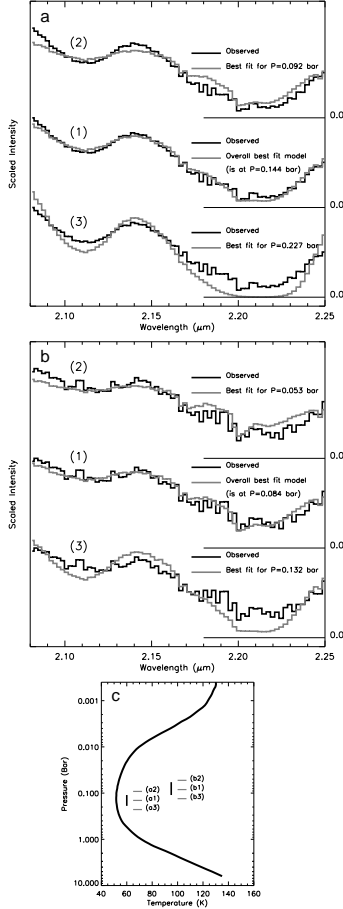 a
(2)
Observed
Best fit for P=0.092 bar
0.0
(1)
Observed
Overall best fit model
(is at P=0.144 bar)
0.0
(3)
Observed
Best fit for P=0.227 bar
0.0
Scaled Intensity
2.10 2.15 2.20 2.25
Wavelength (μm)
b
(2)
Observed
Best fit for P=0.053 bar
0.0
(1)
Observed
Overall best fit model
(is at P=0.084 bar)
0.0
(3)
Observed
Best fit for P=0.132 bar
0.0
Scaled Intensity
2.10 2.15 2.20 2.25
Wavelength (μm)
c
0.001
0.010
0.100
1.000
10.000
Pressure (Bar)
(b2)
(a2) (b1)
(a1) (b3)
(a3)
40 60 80 100 120 140 160
Temperature (K)